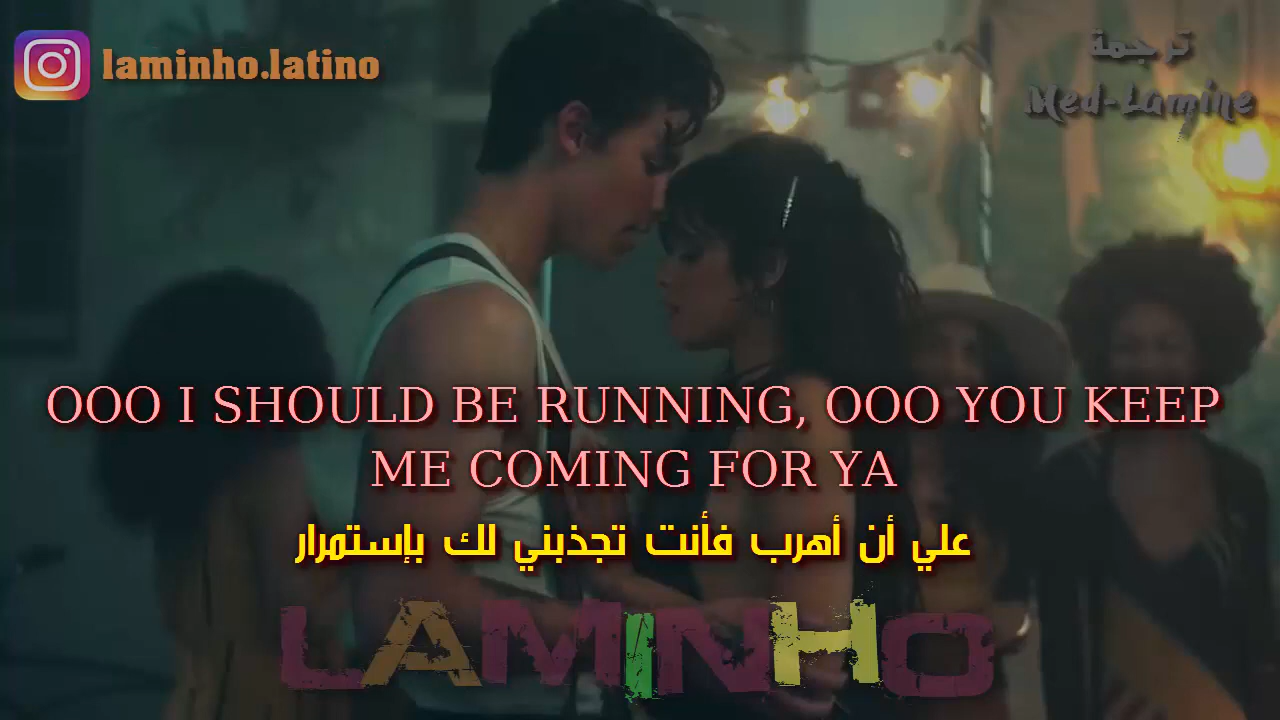 laminho.latino
ترجمة
Med-Lamine
OOO I SHOULD BE RUNNING, OOO YOU KEEP
ME COMING FOR YA
علي أن أهرب فأنت تجذبني لك بإستمرار
LAMINHO